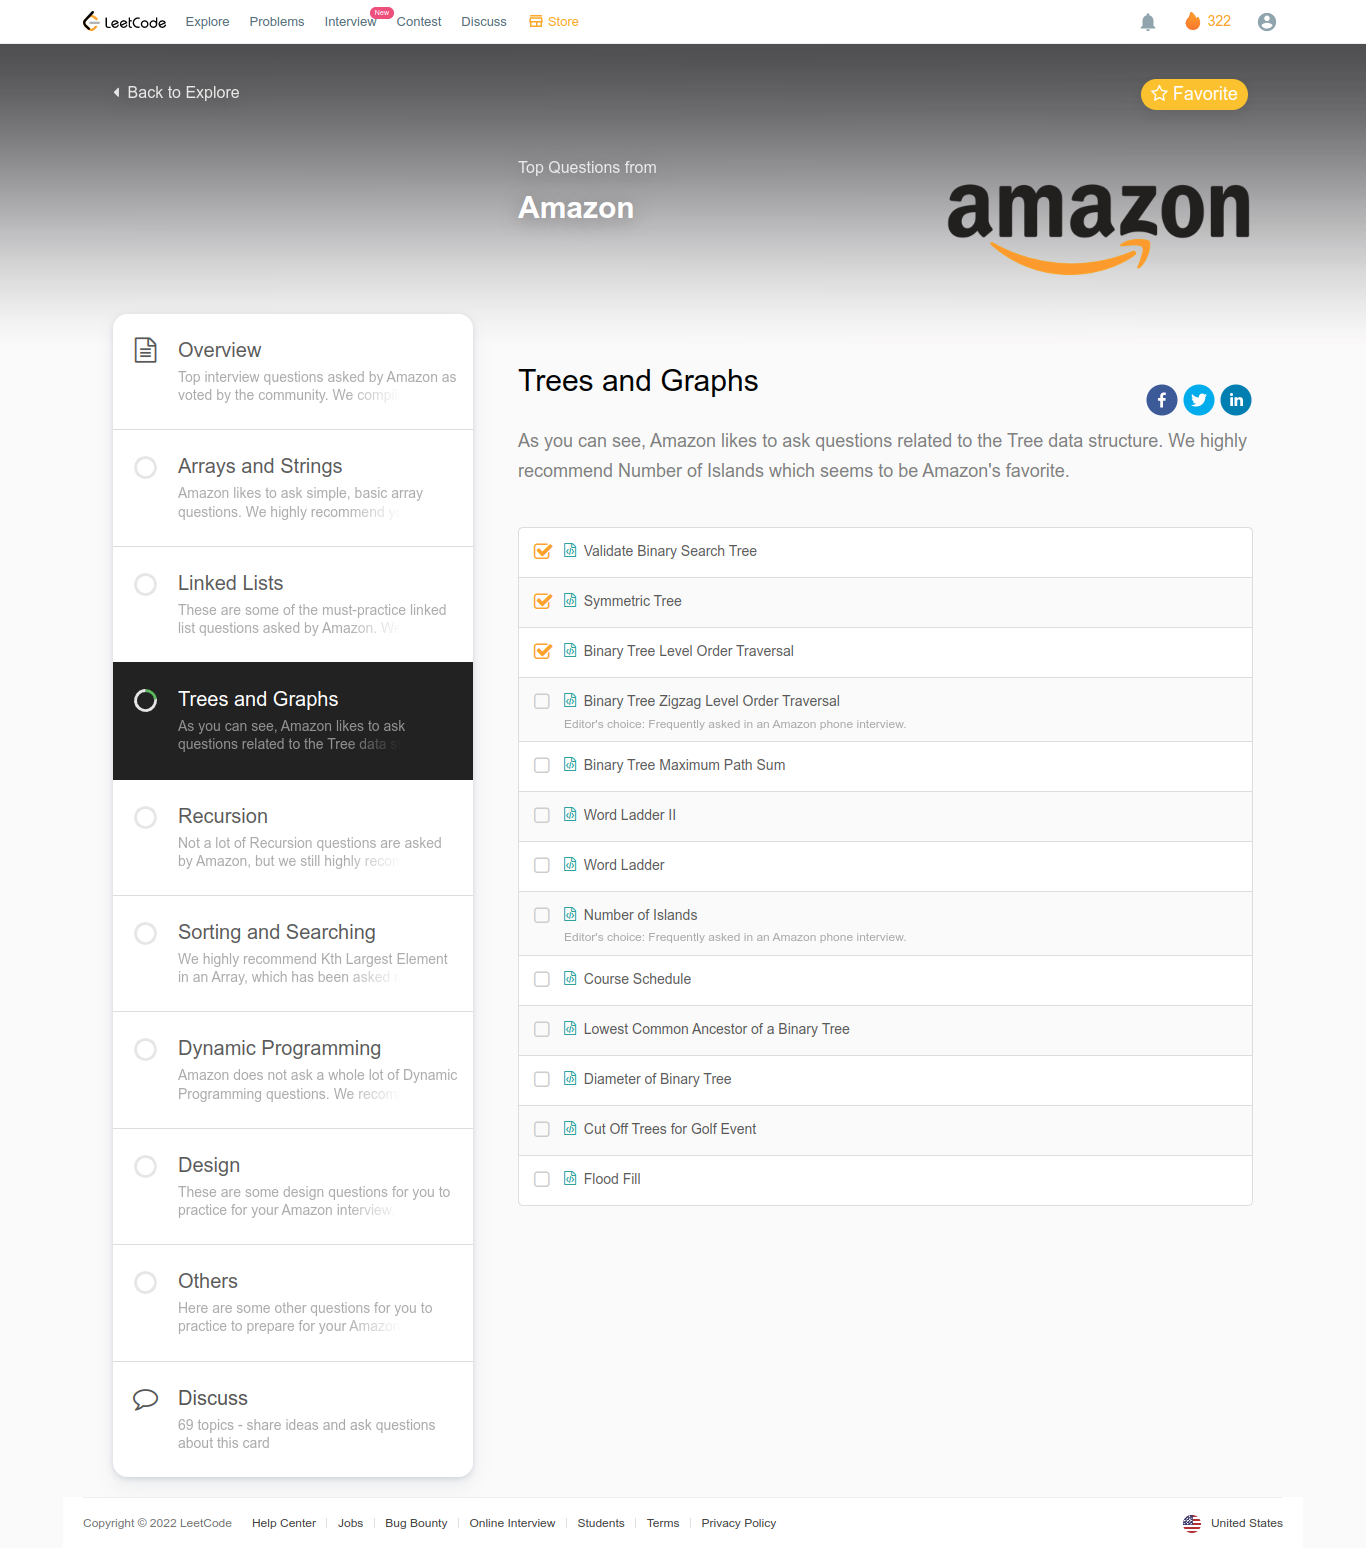 LeetCode
Explore
Problems
Interview
New
Contest
Discuss
Store
322
Back to Explore
Favorite
Top Questions from
Amazon
amazon
Overview
Top interview questions asked by Amazon as
voted by the community. We
Arrays and Strings
Amazon likes to ask simple, basic array
questions. We highly recommend
Linked Lists
These are some of the must-practice linked
list questions asked by Amazon.
Trees and Graphs
As you can see, Amazon likes to ask
questions related to the Tree data
Recursion
Not a lot of Recursion questions are asked
by Amazon, but we still highly
Sorting and Searching
We highly recommend Kth Largest Element
in an Array, which has been asked
Dynamic Programming
Amazon does not ask a whole lot of Dynamic
Programming questions. We
Design
These are some design questions for you to
practice for your Amazon interview.
Others
Here are some other questions for you to
practice to prepare for your Amazon
Discuss
69 topics - share ideas and ask questions
about this card
Trees and Graphs
As you can see, Amazon likes to ask questions related to the Tree data structure. We highly
recommend Number of Islands which seems to be Amazon's favorite.
Validate Binary Search Tree
Symmetric Tree
Binary Tree Level Order Traversal
Binary Tree Zigzag Level Order Traversal
Editor's choice: Frequently asked in an Amazon phone interview.
Binary Tree Maximum Path Sum
Word Ladder II
Word Ladder
Number of Islands
Editor's choice: Frequently asked in an Amazon phone interview.
Course Schedule
Lowest Common Ancestor of a Binary Tree
Diameter of Binary Tree
Cut Off Trees for Golf Event
Flood Fill
Copyright © 2022 LeetCode
Help Center
Jobs
Bug Bounty
Online Interview
Students
Terms
Privacy Policy
United States